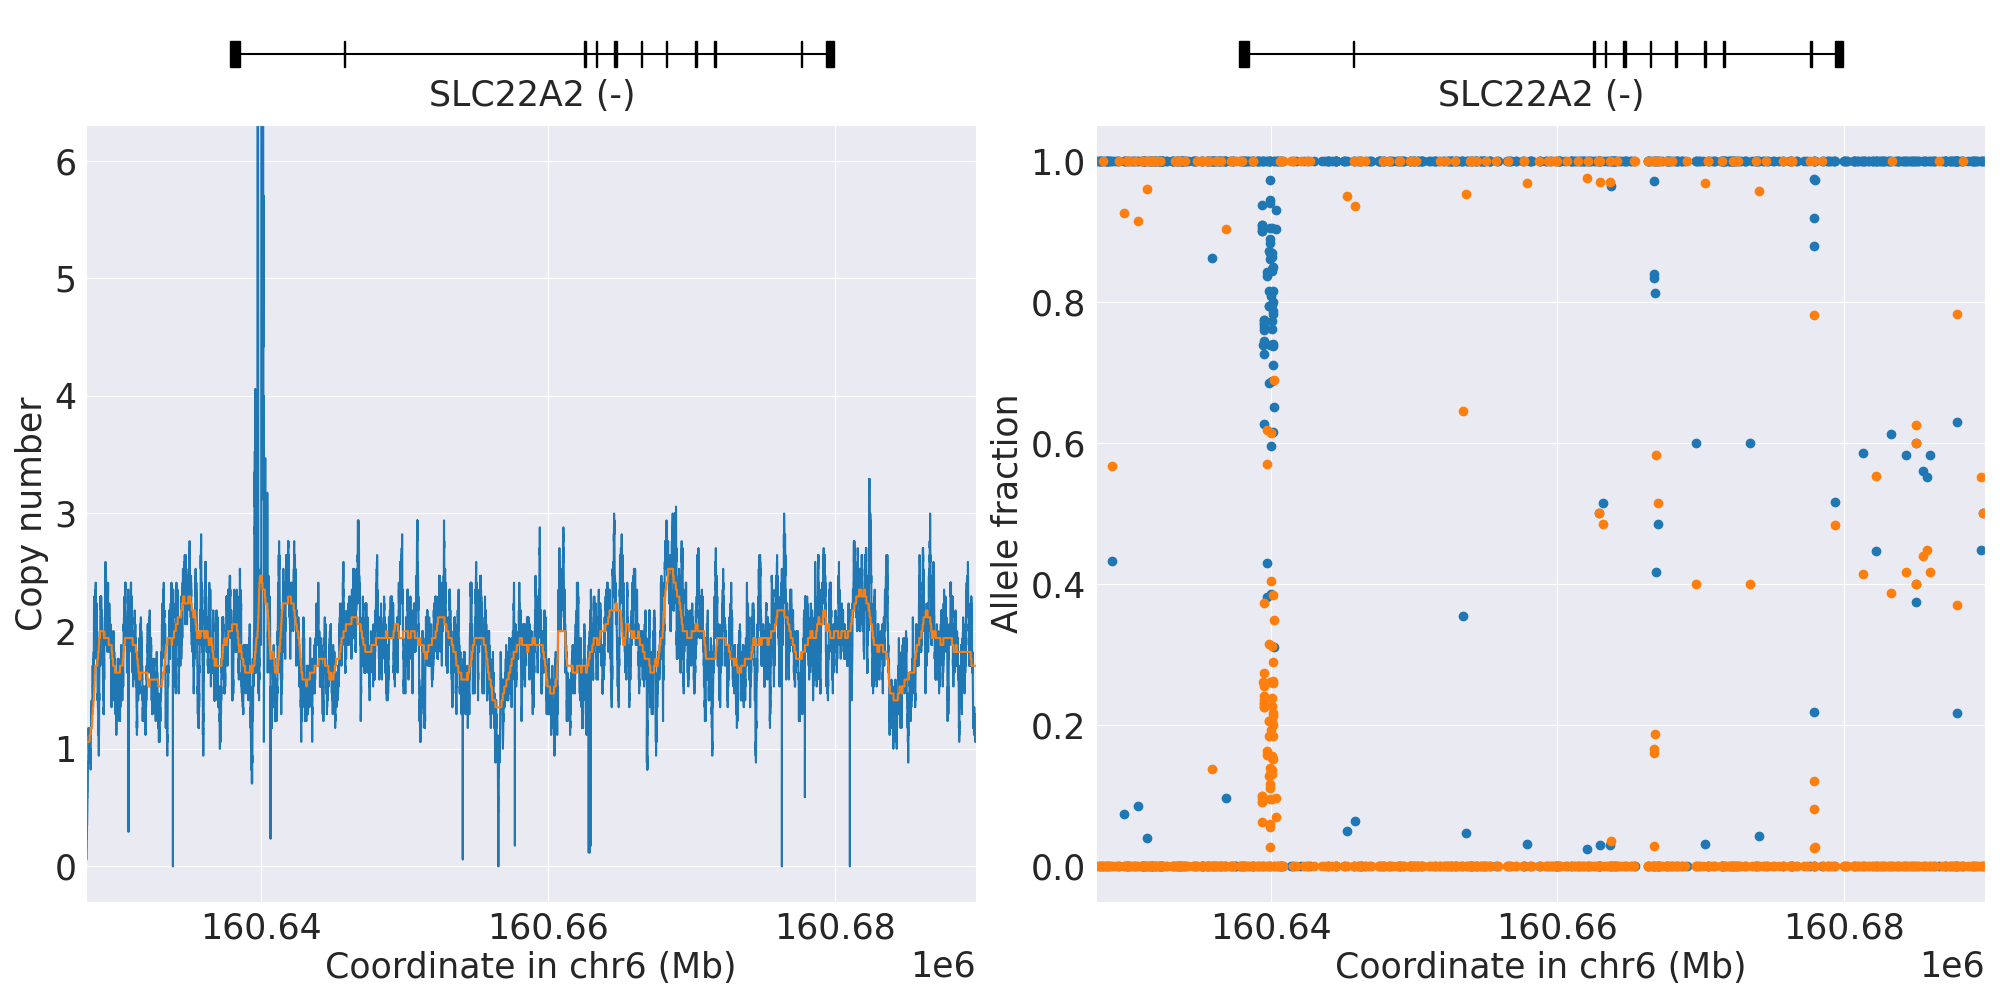 SLC22A2 (-)
6
5
4
3
2
1
0
Copy number
160.64
160.66
160.68
1e6
Coordinate in chr6 (Mb)
SLC22A2 (-)
1.0
0.8
0.6
0.4
0.2
0.0
Allele fraction
160.64
160.66
160.68
1e6
Coordinate in chr6 (Mb)